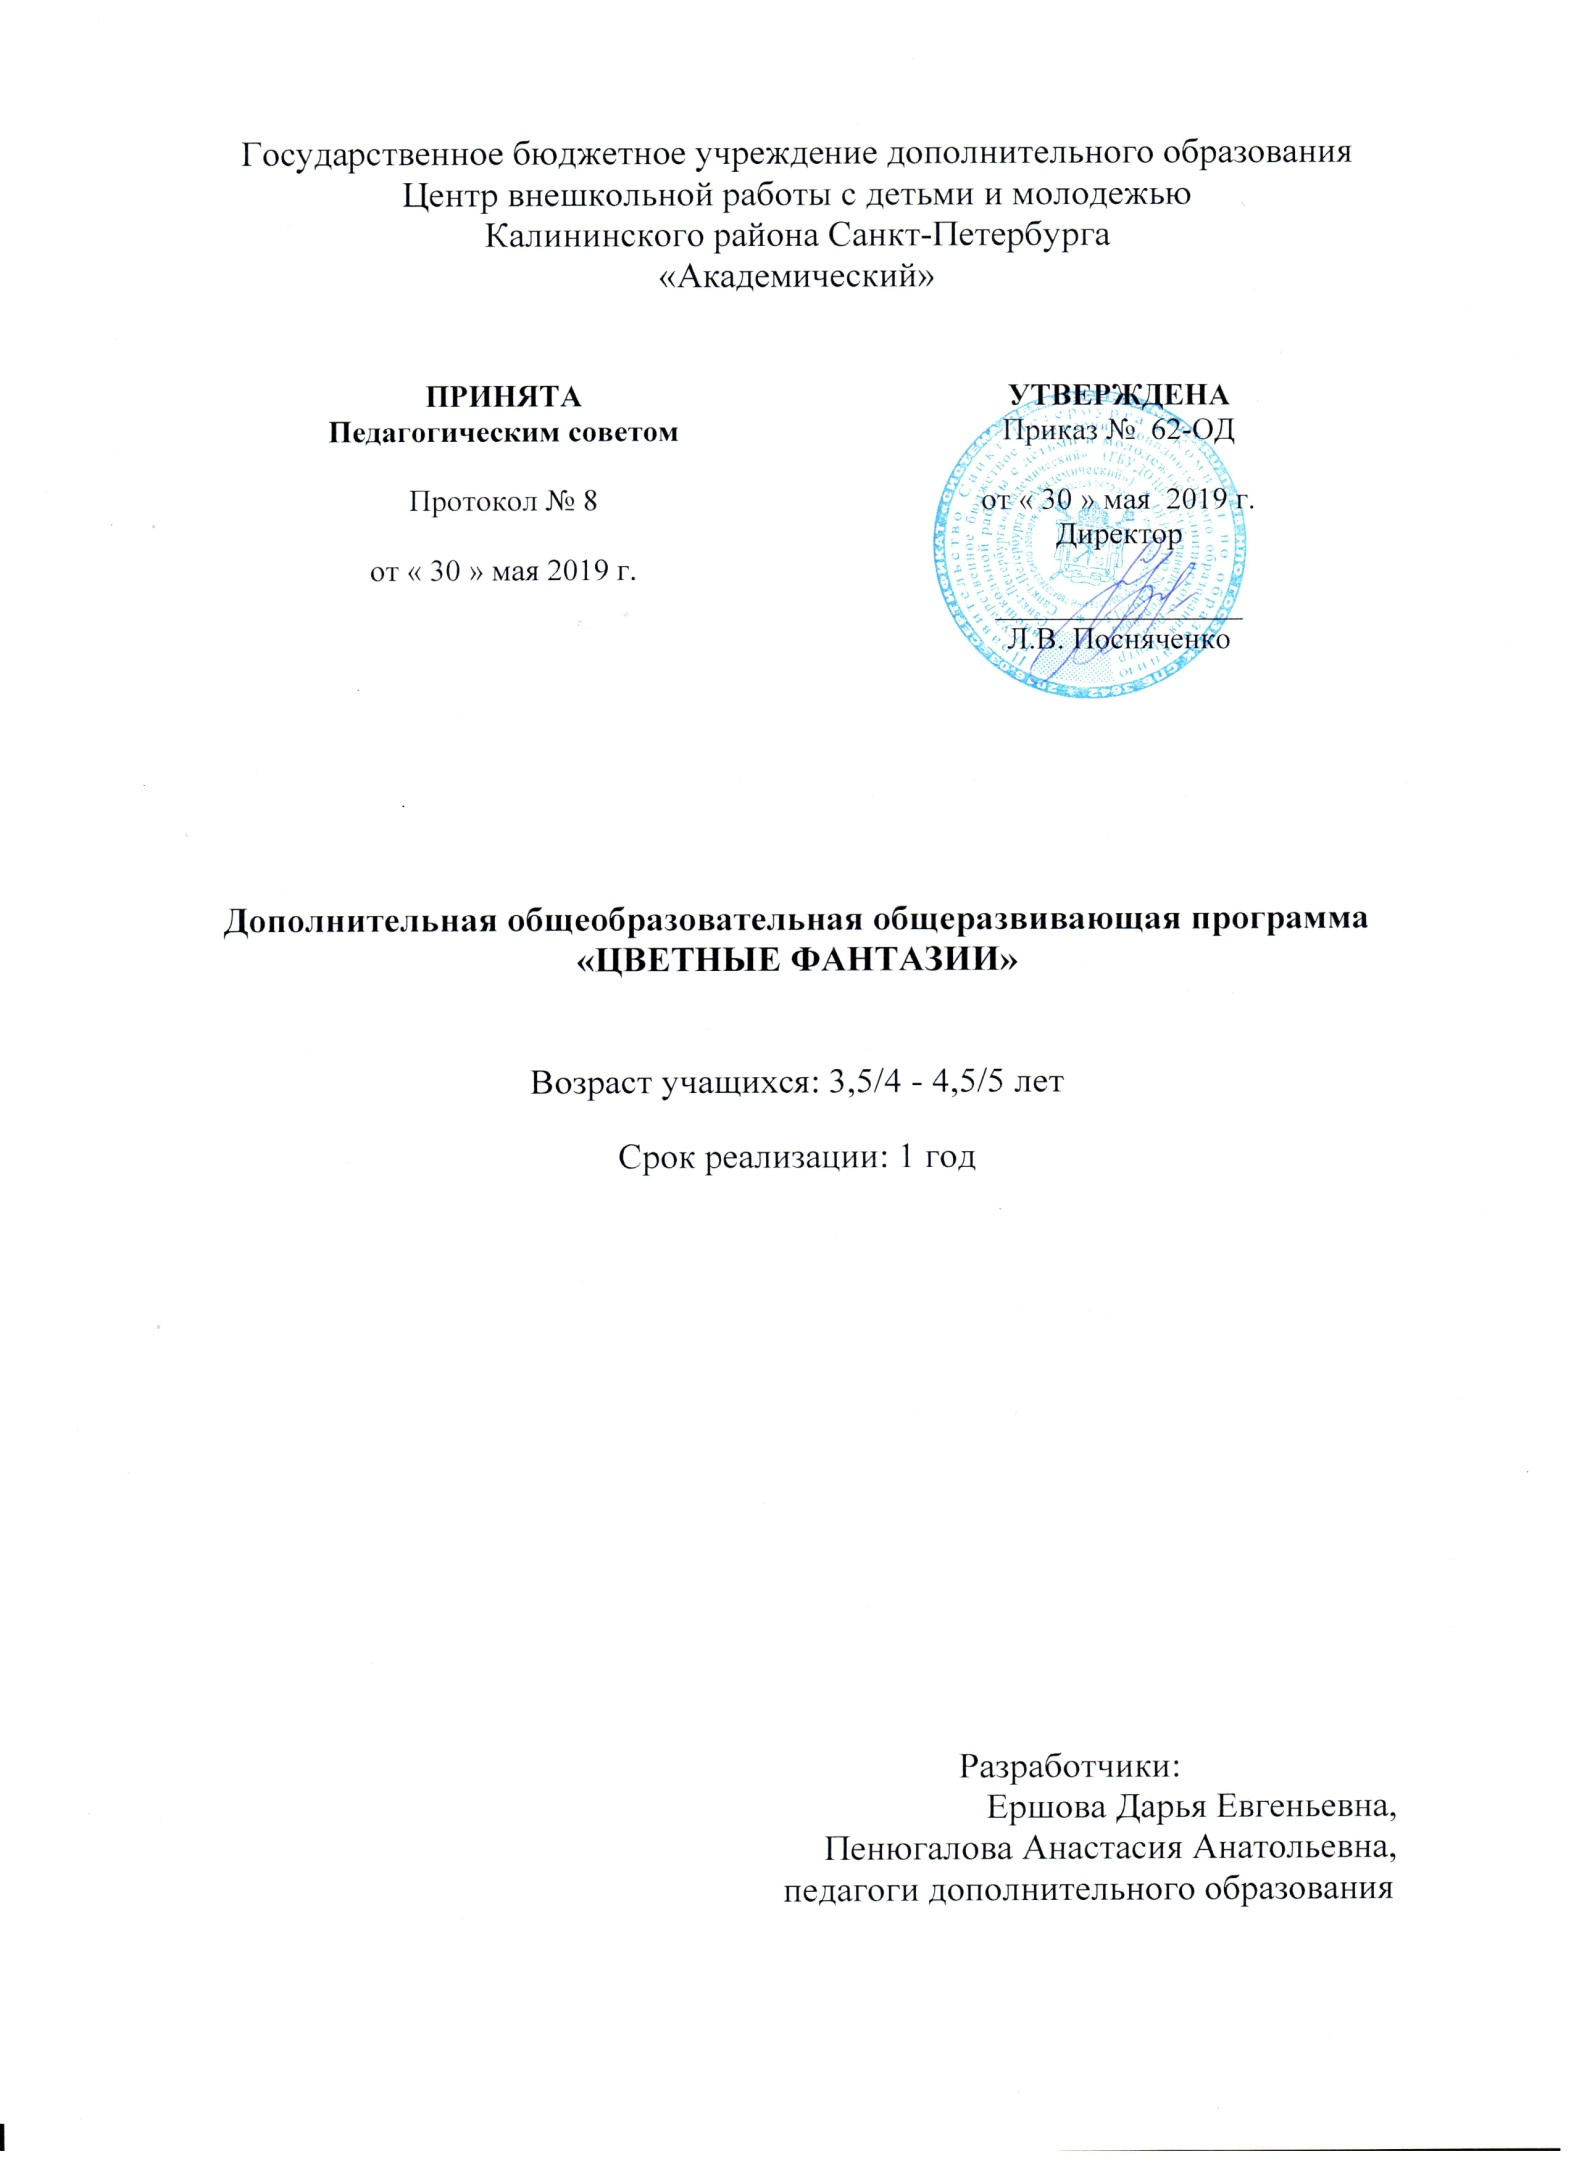 Государственное бюджетное учреждение дополнительного образования
Центр внешкольной работы с детьми и молодежью
Калининского района Санкт-Петербурга
«Академический»
ПРИНЯТА
Педагогическим советом
Протокол № 8
от « 30 » мая 2019 г.
УТВЕРЖДЕНА
Приказ № 62-ОД
от « 30 » мая 2019 г.
Директор
Л.В. Посняченко
Дополнительная общеобразовательная общеразвивающая программа
«ЦВЕТНЫЕ ФАНТАЗИИ»
Возраст учащихся: 3,5/4 - 4,5/5 лет
Срок реализации: 1 год
Разработчики:
Ершова Дарья Евгеньевна,
Пенюгалова Анастасия Анатольевна,
педагоги дополнительного образования